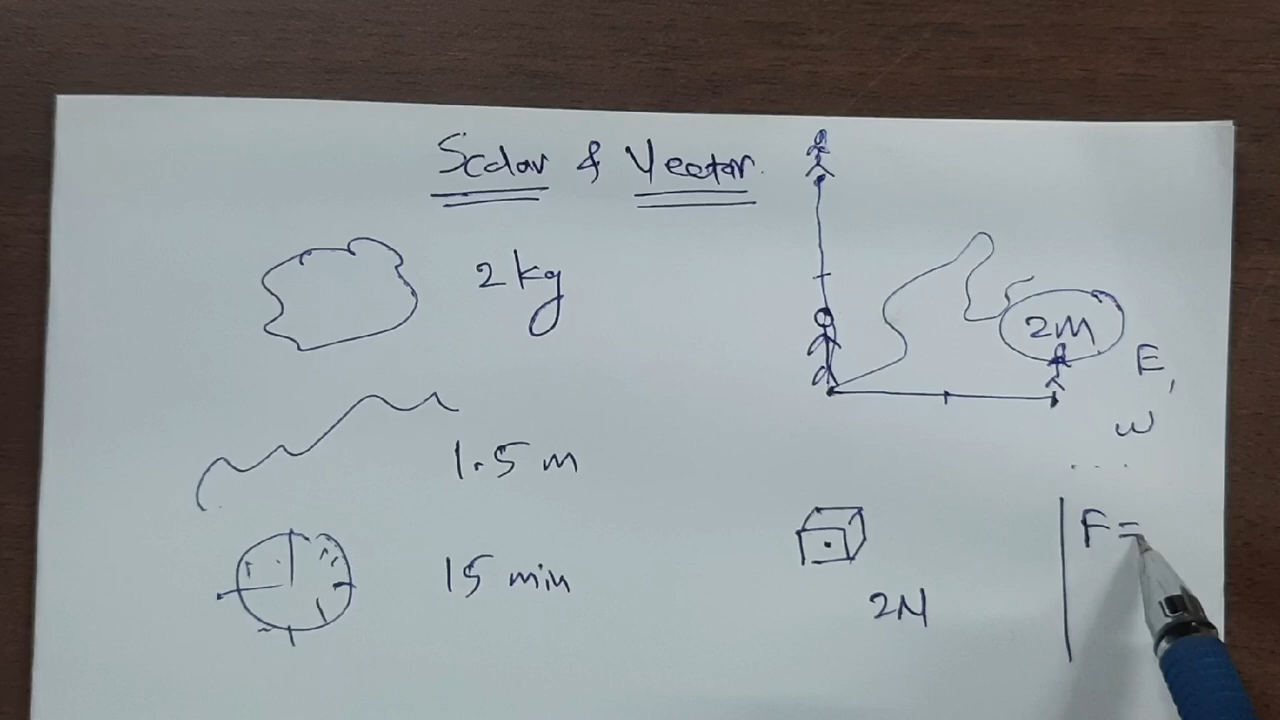 Scalar & Vector.
2 kg
2M
E,
W
...
1.5 m
F =
15 min
2N